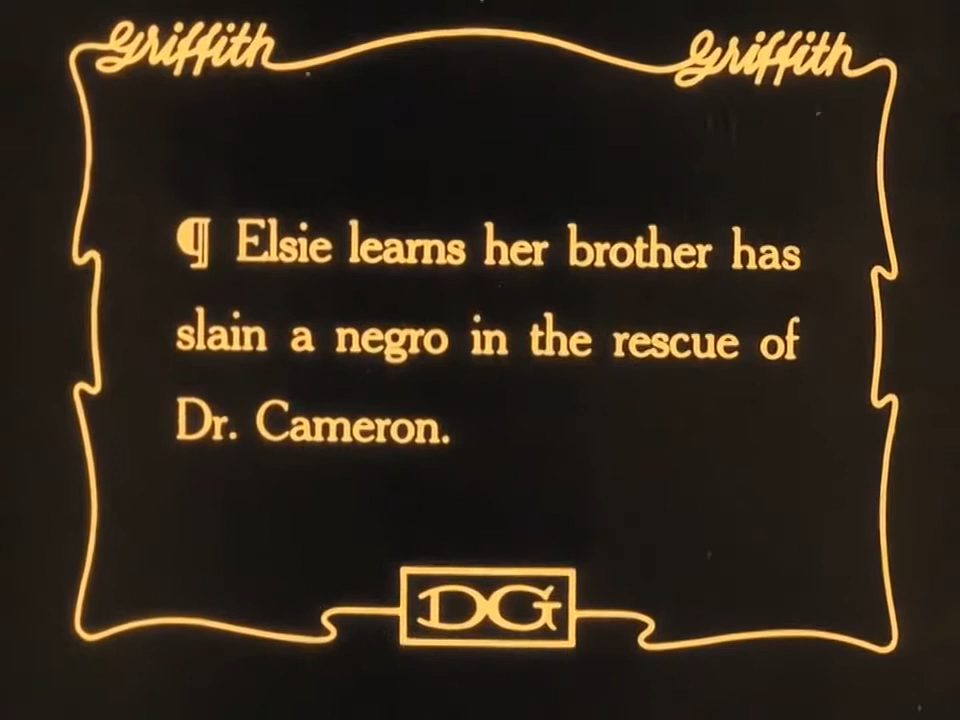 Griffith Griffith
¶ Elsie learns her brother has
slain a negro in the rescue of
Dr. Cameron.
DG